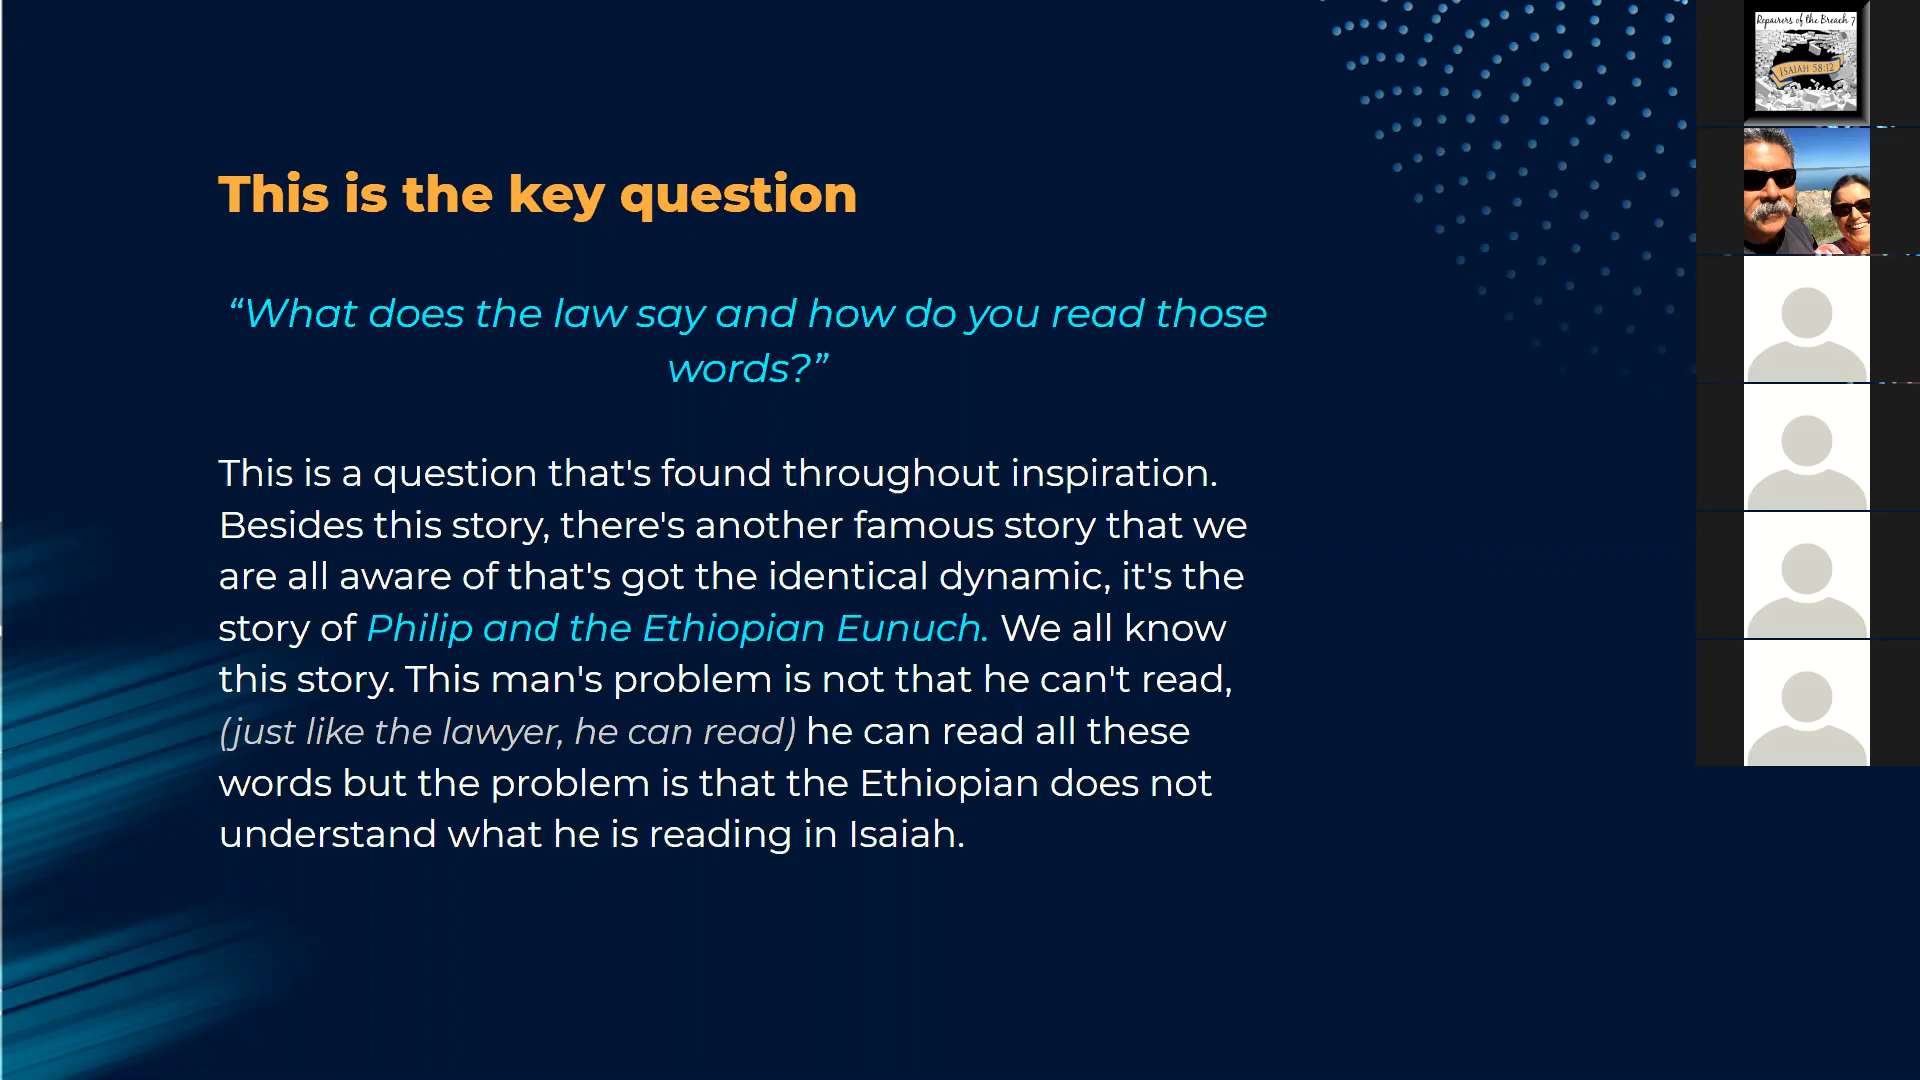 This is the key question
“What does the law say and how do you read those
words?”
This is a question that's found throughout inspiration.
Besides this story, there's another famous story that we
are all aware of that's got the identical dynamic, it's the
story of Philip and the Ethiopian Eunuch. We all know
this story. This man's problem is not that he can't read,
(just like the lawyer, he can read) he can read all these
words but the problem is that the Ethiopian does not
understand what he is reading in Isaiah.
Repairers of the Breach 7
ISAIAH 58:12